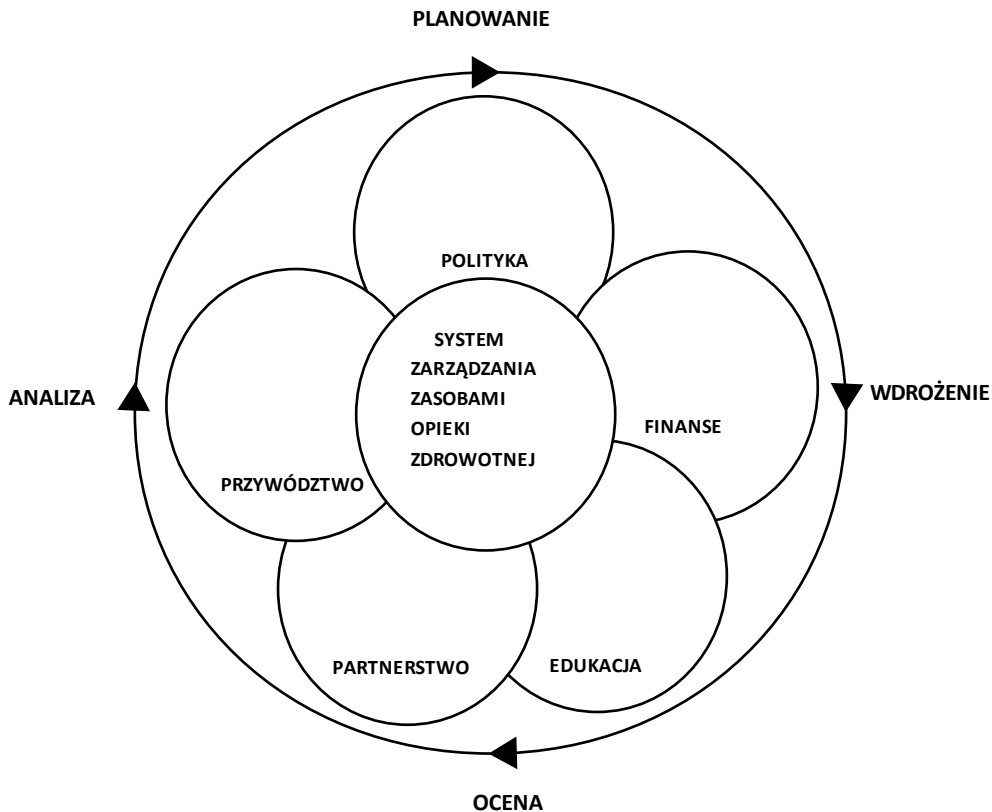 PLANOWANIE
POLITYKA
SYSTEM
ZARZĄDZANIA
ZASOBAMI
OPIEKI
ZDROWOTNEJ
ANALIZA
WDROŻENIE
FINANSE
PRZYWÓDZTWO
PARTNERSTWO
EDUKACJA
OCENA